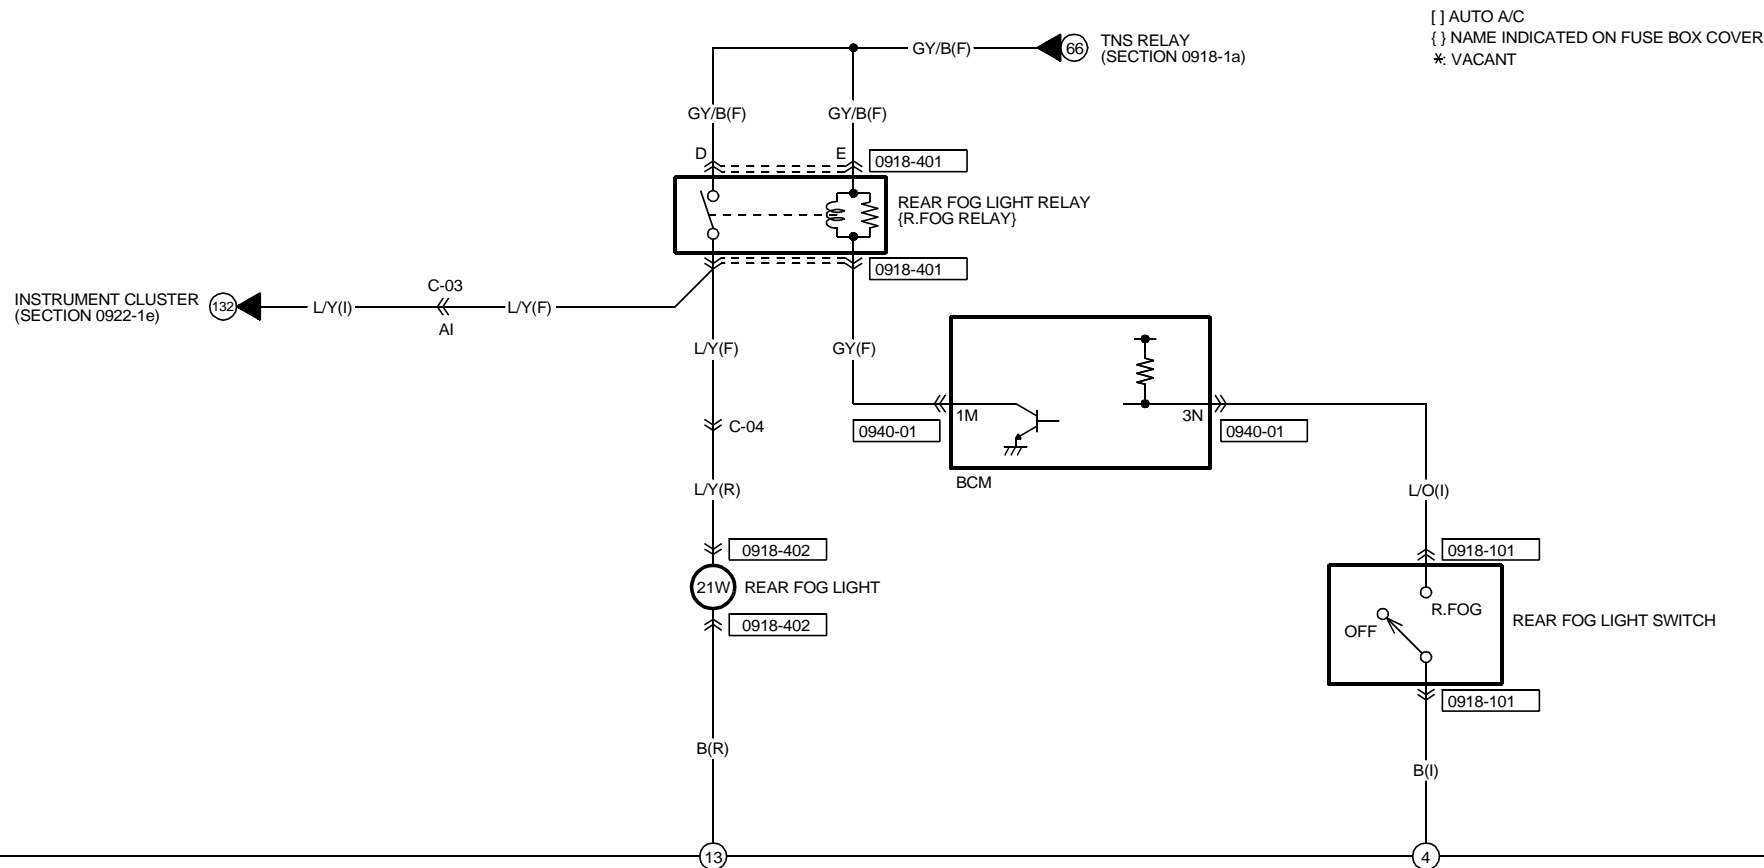 [ ] AUTO A/C
{ } NAME INDICATED ON FUSE BOX COVER
*: VACANT
GY/B(F)
66
TNS RELAY
(SECTION 0918-1a)
GY/B(F)
GY/B(F)
D
E
0918-401
REAR FOG LIGHT RELAY
{R.FOG RELAY}
0918-401
INSTRUMENT CLUSTER
(SECTION 0922-1e)
132
L/Y(I)
C-03
AI
L/Y(F)
L/Y(F)
GY(F)
1M
3N
0940-01
0940-01
BCM
C-04
L/Y(R)
L/O(I)
0918-402
0918-101
21W
REAR FOG LIGHT
R.FOG
OFF
REAR FOG LIGHT SWITCH
0918-402
0918-101
B(R)
B(I)
13
4